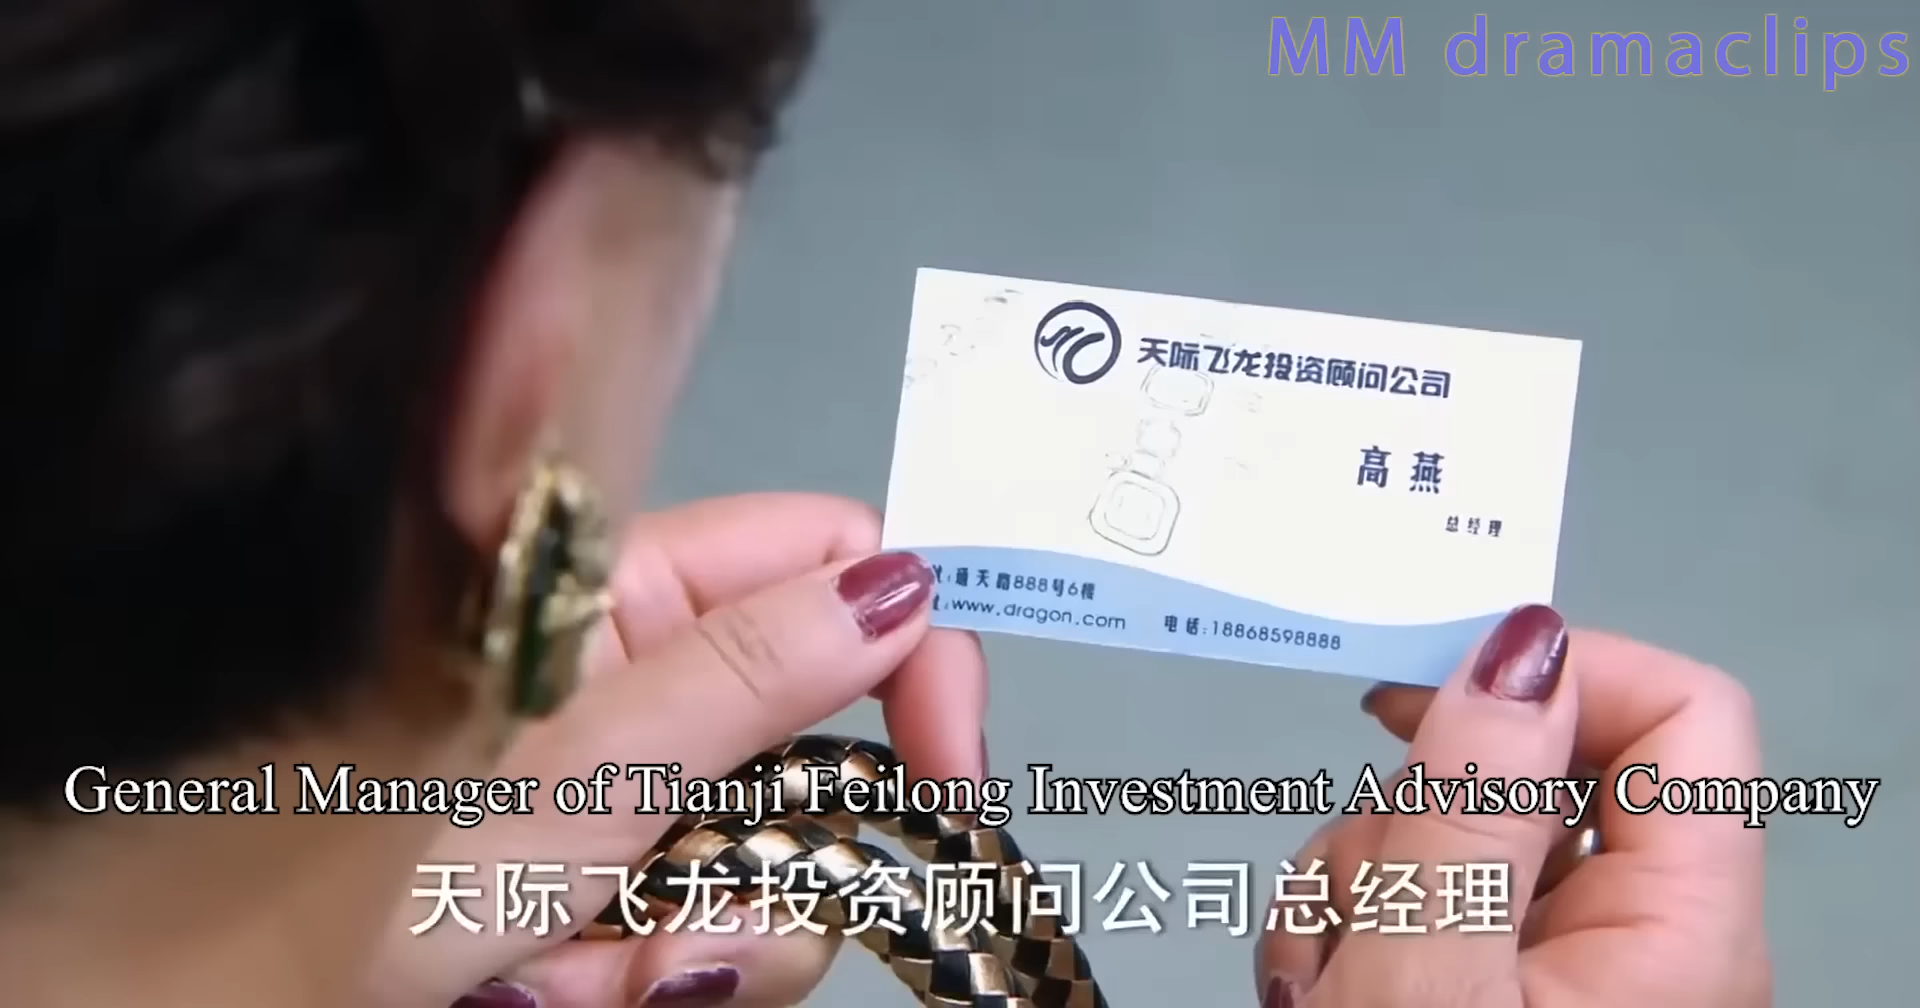 MM dramaclips
天际飞龙投资顾问公司
高燕
总经理
:通天路888号6楼
:www.dragon.com
电话:18868598888
General Manager of Tianji Feilong Investment Advisory Company
天际飞龙投资顾问公司总经理